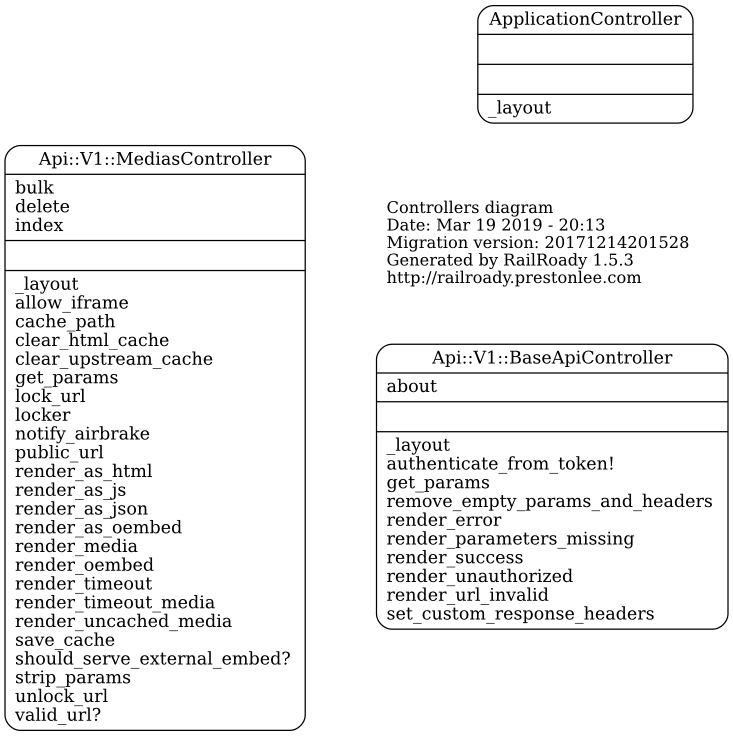 ApplicationController
_layout
Api::V1::MediasController
bulk
delete
index
_layout
allow_iframe
cache_path
clear_html_cache
clear_upstream_cache
get_params
lock_url
locker
notify_airbrake
public_url
render_as_html
render_as_js
render_as_json
render_as_oembed
render_media
render_oembed
render_timeout
render_timeout_media
render_uncached_media
save_cache
should_serve_external_embed?
strip_params
unlock_url
valid_url?
Controllers diagram
Date: Mar 19 2019 - 20:13
Migration version: 20171214201528
Generated by RailRoady 1.5.3
http://railroady.prestonlee.com
Api::V1::BaseApiController
about
_layout
authenticate_from_token!
get_params
remove_empty_params_and_headers
render_error
render_parameters_missing
render_success
render_unauthorized
render_url_invalid
set_custom_response_headers